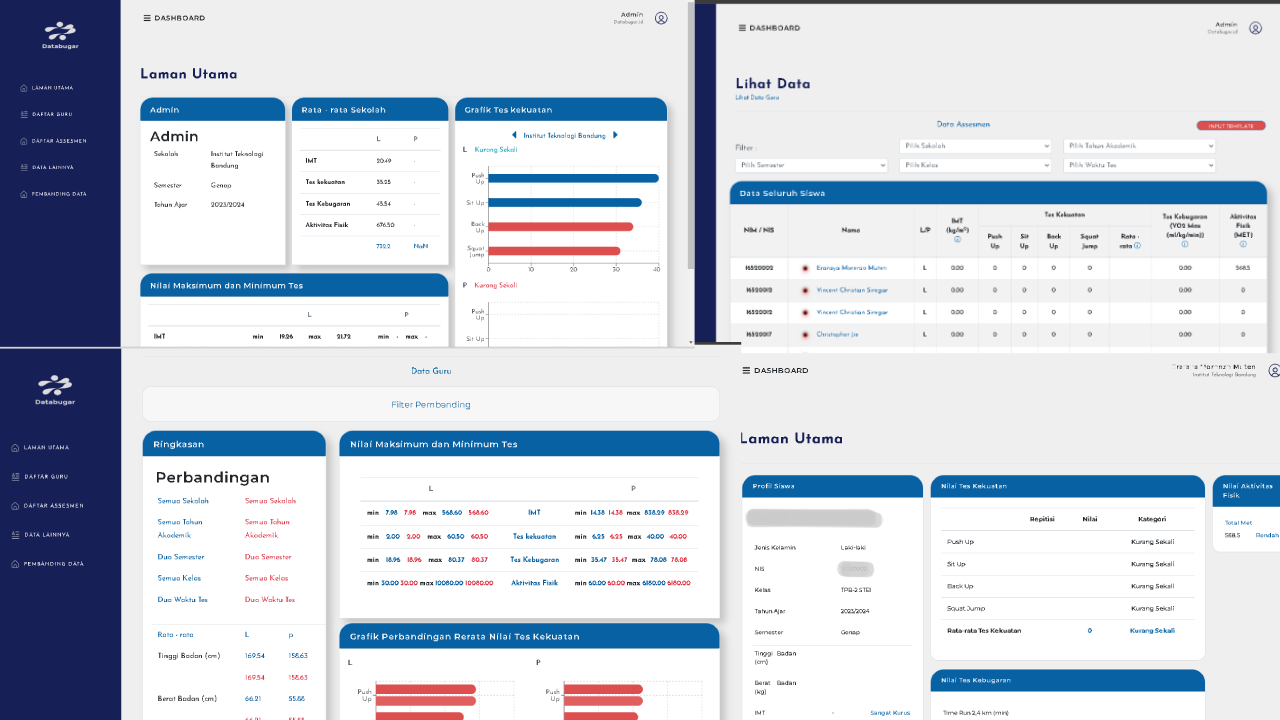 DASHBOARD
Admin
Databugar.id
Databugar
LAMAN UTAMA
DAFTAR GURU
DAFTAR ASSESMEN
DATA LAINNYA
PEMBANDING DATA
Laman Utama
Admin
Admin
Sekolah Institut Teknologi Bandung
Semester Genap
Tahun Ajar 2023/2024
Rata - rata Sekolah
L P
IMT 20.49 -
Tes kekuatan 35.25 -
Tes Kebugaran 43.54 -
Aktivitas Fisik 676.50 -
732.2 NaN
Grafik Tes kekuatan
Institut Teknologi Bandung
L Kurang Sekali
Push Up
Sit Up
Back Up
Squat Jump
0 10 20 30 40
P Kurang Sekali
Push Up
Sit Up
Nilai Maksimum dan Minimum Tes
L P
IMT min 19.26 max 21.72 min - max -
DASHBOARD
Admin
Databugar.id
Lihat Data
Lihat Data Guru
Data Assesmen
INPUT TEMPLATE
Filter :
Pilih Sekolah
Pilih Tahun Akademik
Pilih Semester
Pilih Kelas
Pilih Waktu Tes
Data Seluruh Siswa
NIM / NIS Nama L/P IMT (kg/m²) Tes Kekuatan Tes Kebugaran (VO2 Max (ml/kg/min)) Aktivitas Fisik (MET)
Push Up Sit Up Back Up Squat Jump Rata - rata
16520002 L 0.00 0 0 0 0 0.00 568.5
16520012 Vincent Christian Siregar L 0.00 0 0 0 0 0.00 0
16520012 Vincent Christian Siregar L 0.00 0 0 0 0 0.00 0
16520017 Christopher Jie L 0.00 0 0 0 0 0.00 0
Databugar
LAMAN UTAMA
DAFTAR GURU
DAFTAR ASSESMEN
DATA LAINNYA
PEMBANDING DATA
Data Guru
Filter Pembanding
Ringkasan
Perbandingan
Semua Sekolah Semua Sekolah
Semua Tahun Akademik Semua Tahun Akademik
Dua Semester Dua Semester
Semua Kelas Semua Kelas
Dua Waktu Tes Dua Waktu Tes
Rata - rata L P
Tinggi Badan (cm) 169.54 158.63
169.54 158.63
Berat Badan (cm) 66.21 55.88
66.21 55.88
Nilai Maksimum dan Minimum Tes
L P
min 7.98 7.98 max 568.60 568.60 IMT min 14.38 14.38 max 838.29 838.29
min 2.00 2.00 max 60.50 60.50 Tes kekuatan min 6.25 6.25 max 40.00 40.00
min 18.96 18.96 max 80.37 80.37 Tes Kebugaran min 35.47 35.47 max 78.08 78.08
min 30.00 30.00 max 10080.00 10080.00 Aktivitas Fisik min 60.00 60.00 max 6180.00 6180.00
Grafik Perbandingan Rerata Nilai Tes Kekuatan
L P
Push Up
Push Up
DASHBOARD
Institut Teknologi Bandung
Laman Utama
Profil Siswa
Jenis Kelamin Laki-laki
NIS
Kelas TPB-2 STEI
Tahun Ajar 2023/2024
Semester Genap
Tinggi Badan (cm)
Berat Badan (kg)
IMT - Sangat Kurus
Nilai Tes Kekuatan
Repitisi Nilai Kategori
Push Up Kurang Sekali
Sit Up Kurang Sekali
Back Up Kurang Sekali
Squat Jump Kurang Sekali
Rata-rata Tes Kekuatan 0 Kurang Sekali
Nilai Tes Kebugaran
Time Run 2,4 km (min)
Nilai Aktivitas Fisik
Total Met
568.5 Rendah